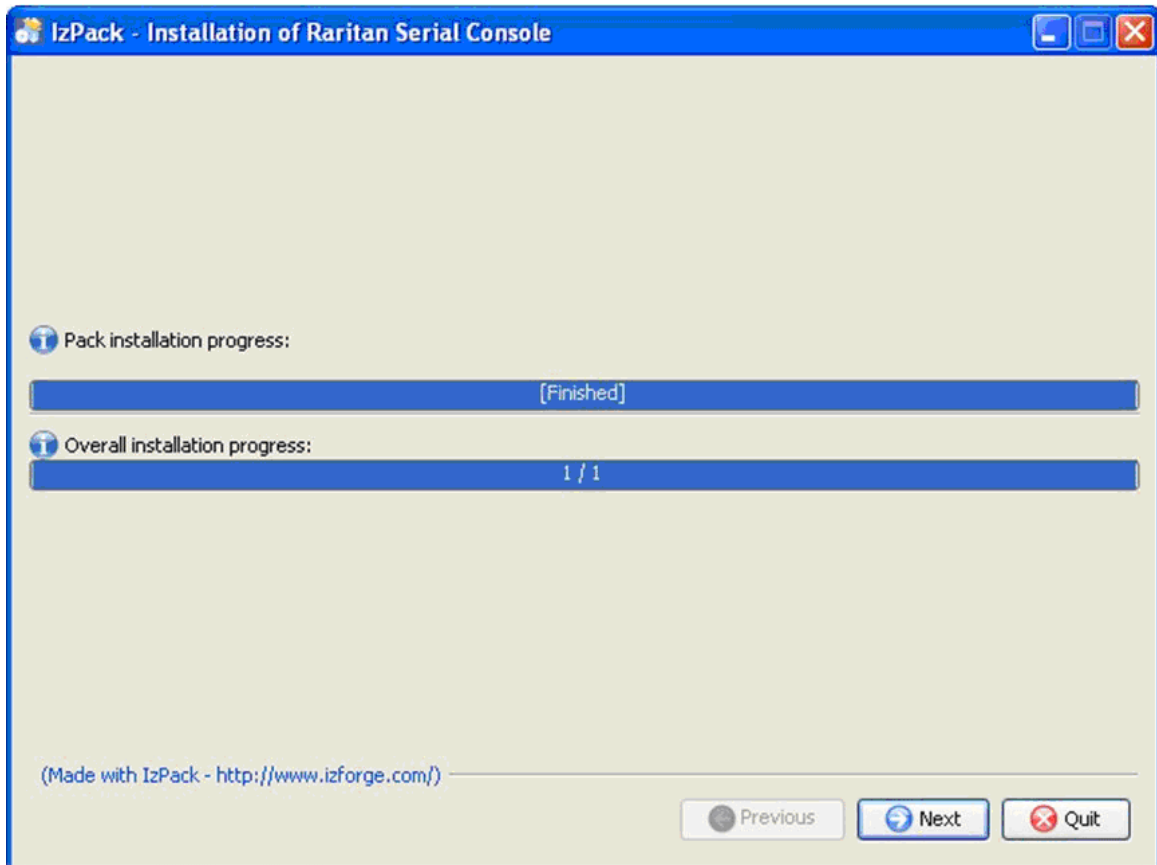 IzPack - Installation of Raritan Serial Console
Pack installation progress:
[Finished]
Overall installation progress:
1 / 1
(Made with IzPack - http://www.izforge.com/)
Previous
Next
Quit